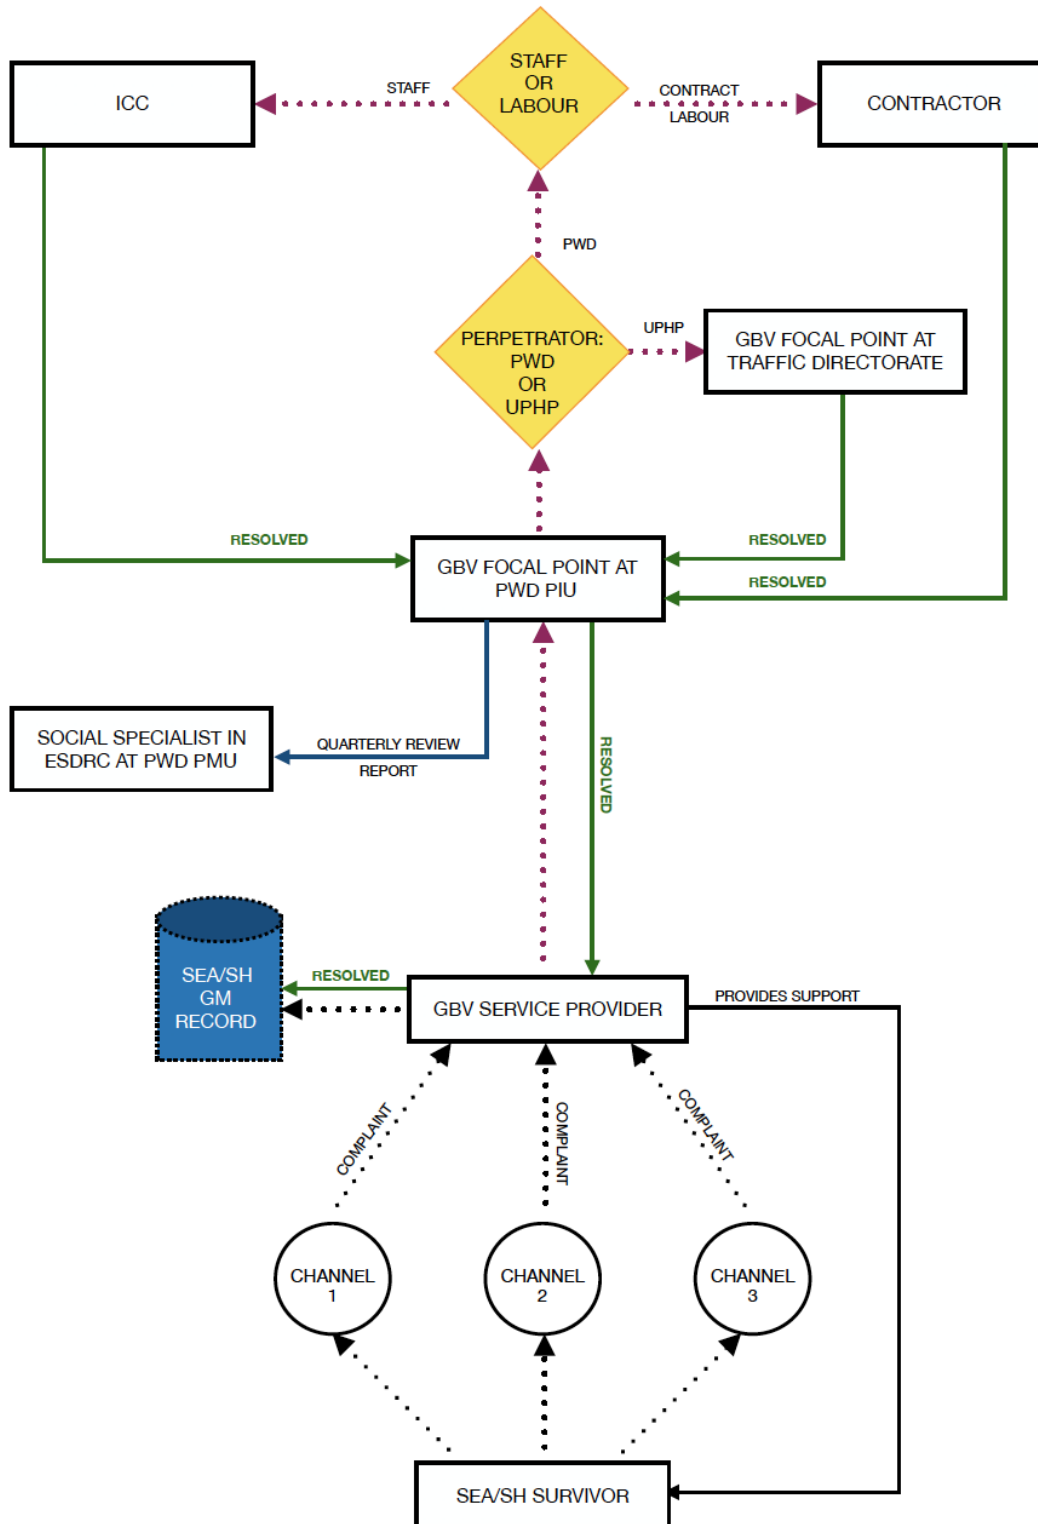 STAFF
OR
LABOUR
ICC
STAFF
CONTRACT
LABOUR
CONTRACTOR
PWD
PERPETRATOR:
PWD
OR
UPHP
UPHP
GBV FOCAL POINT AT
TRAFFIC DIRECTORATE
RESOLVED
RESOLVED
RESOLVED
GBV FOCAL POINT AT
PWD PIU
SOCIAL SPECIALIST IN
ESDRC AT PWD PMU
QUARTERLY REVIEW
REPORT
RESOLVED
SEA/SH
GM
RECORD
RESOLVED
GBV SERVICE PROVIDER
PROVIDES SUPPORT
COMPLAINT
COMPLAINT
COMPLAINT
CHANNEL
1
CHANNEL
2
CHANNEL
3
SEA/SH SURVIVOR